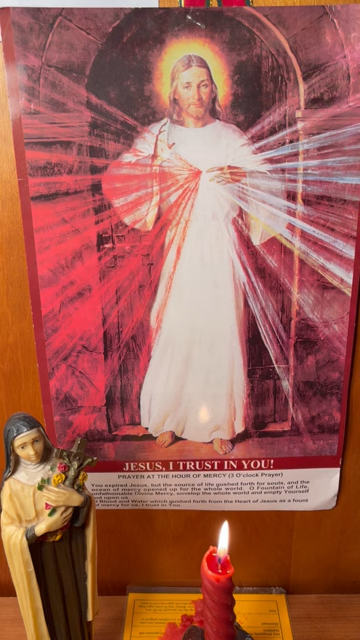 JESUS, I TRUST IN YOU!
PRAYER AT THE HOUR OF MERCY (3 O'clock Prayer)
You expired Jesus, but the source of life gushed forth for souls, and the
ocean of mercy opened up for the whole world. O Fountain of Life,
unfathomable Divine Mercy, envelop the whole world and empty Yourself
out upon us.
Blood and Water which gushed forth from the Heart of Jesus as a fount
of mercy for us, I trust in You.